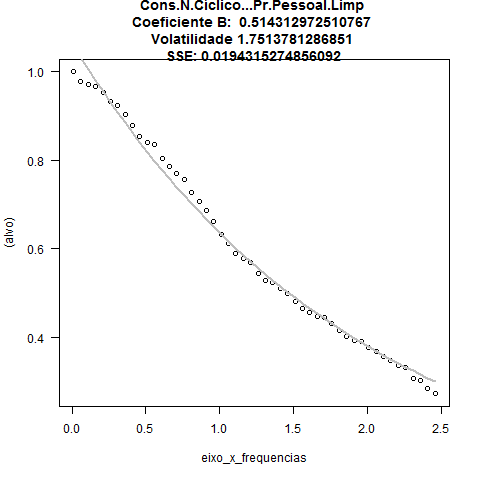 Cons.N.Ciclico...Pr.Pessoal.Limp
Coeficiente B:  0.514312972510767
Volatilidade 1.7513781286851
SSE: 0.0194315274856092
1.0
0.8
0.6
0.4
(alvo)
0.0 0.5 1.0 1.5 2.0 2.5
eixo_x_frequencias